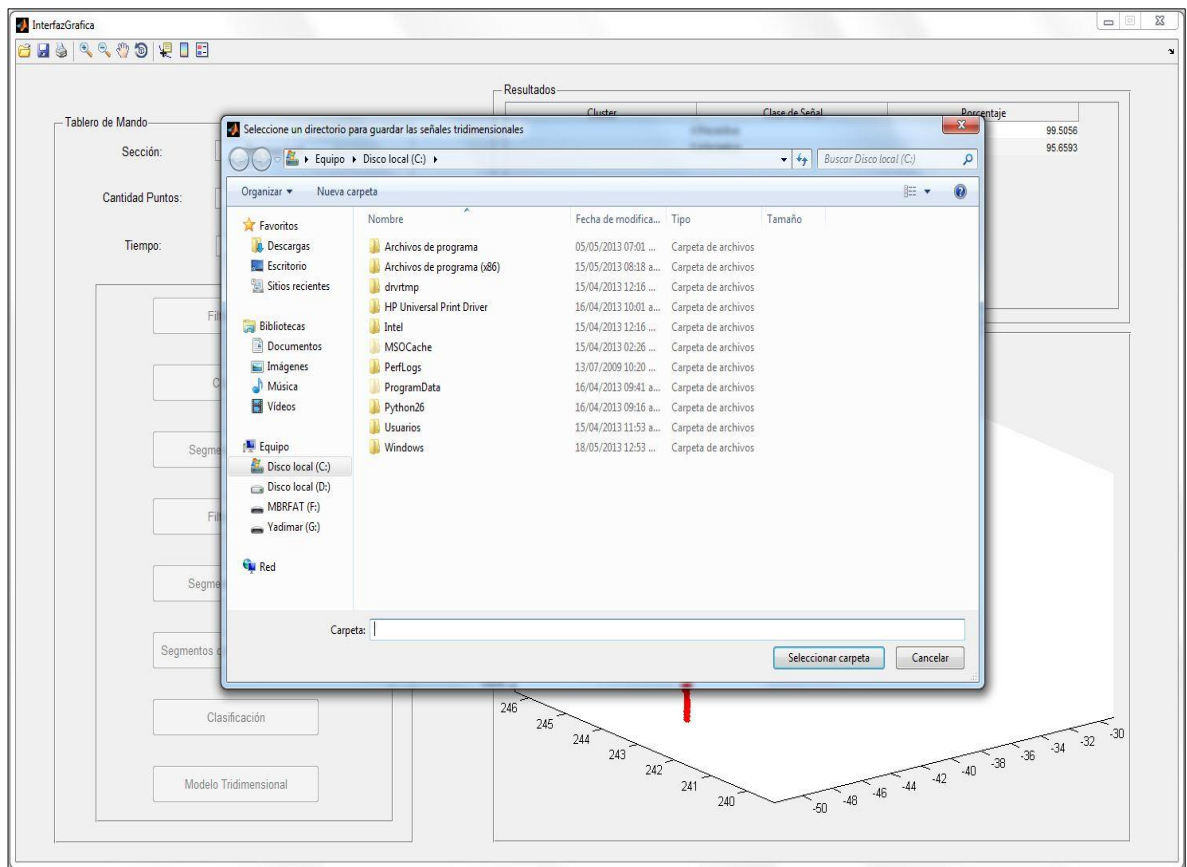 InterfazGrafica
Resultados
Cluster Clase de Señal Porcentaje
99.5056
95.6593
Tablero de Mando
Sección:
Cantidad Puntos:
Tiempo:
Segmentos
Clasificación
Modelo Tridimensional
Seleccione un directorio para guardar las señales tridimensionales
Equipo Disco local (C:)
Buscar Disco local (C:)
Organizar Nueva carpeta
Favoritos
Descargas
Escritorio
Sitios recientes
Bibliotecas
Documentos
Imágenes
Música
Vídeos
Equipo
Disco local (C:)
Disco local (D:)
MBRFAT (F:)
Yadimar (G:)
Red
Nombre Fecha de modifica... Tipo Tamaño
Archivos de programa 05/05/2013 07:01 ... Carpeta de archivos
Archivos de programa (x86) 15/05/2013 08:18 a... Carpeta de archivos
drvrtmp 15/04/2013 12:16 ... Carpeta de archivos
HP Universal Print Driver 16/04/2013 10:01 a... Carpeta de archivos
Intel 15/04/2013 12:16 ... Carpeta de archivos
MSOCache 15/04/2013 02:26 ... Carpeta de archivos
PerfLogs 13/07/2009 10:20 ... Carpeta de archivos
ProgramData 16/04/2013 09:41 a... Carpeta de archivos
Python26 16/04/2013 09:16 a... Carpeta de archivos
Usuarios 15/04/2013 11:53 a... Carpeta de archivos
Windows 18/05/2013 12:53 ... Carpeta de archivos
Carpeta:
Seleccionar carpeta Cancelar
246
245
244
243
242
241
240
-50
-48
-46
-44
-42
-40
-38
-36
-34
-32
-30